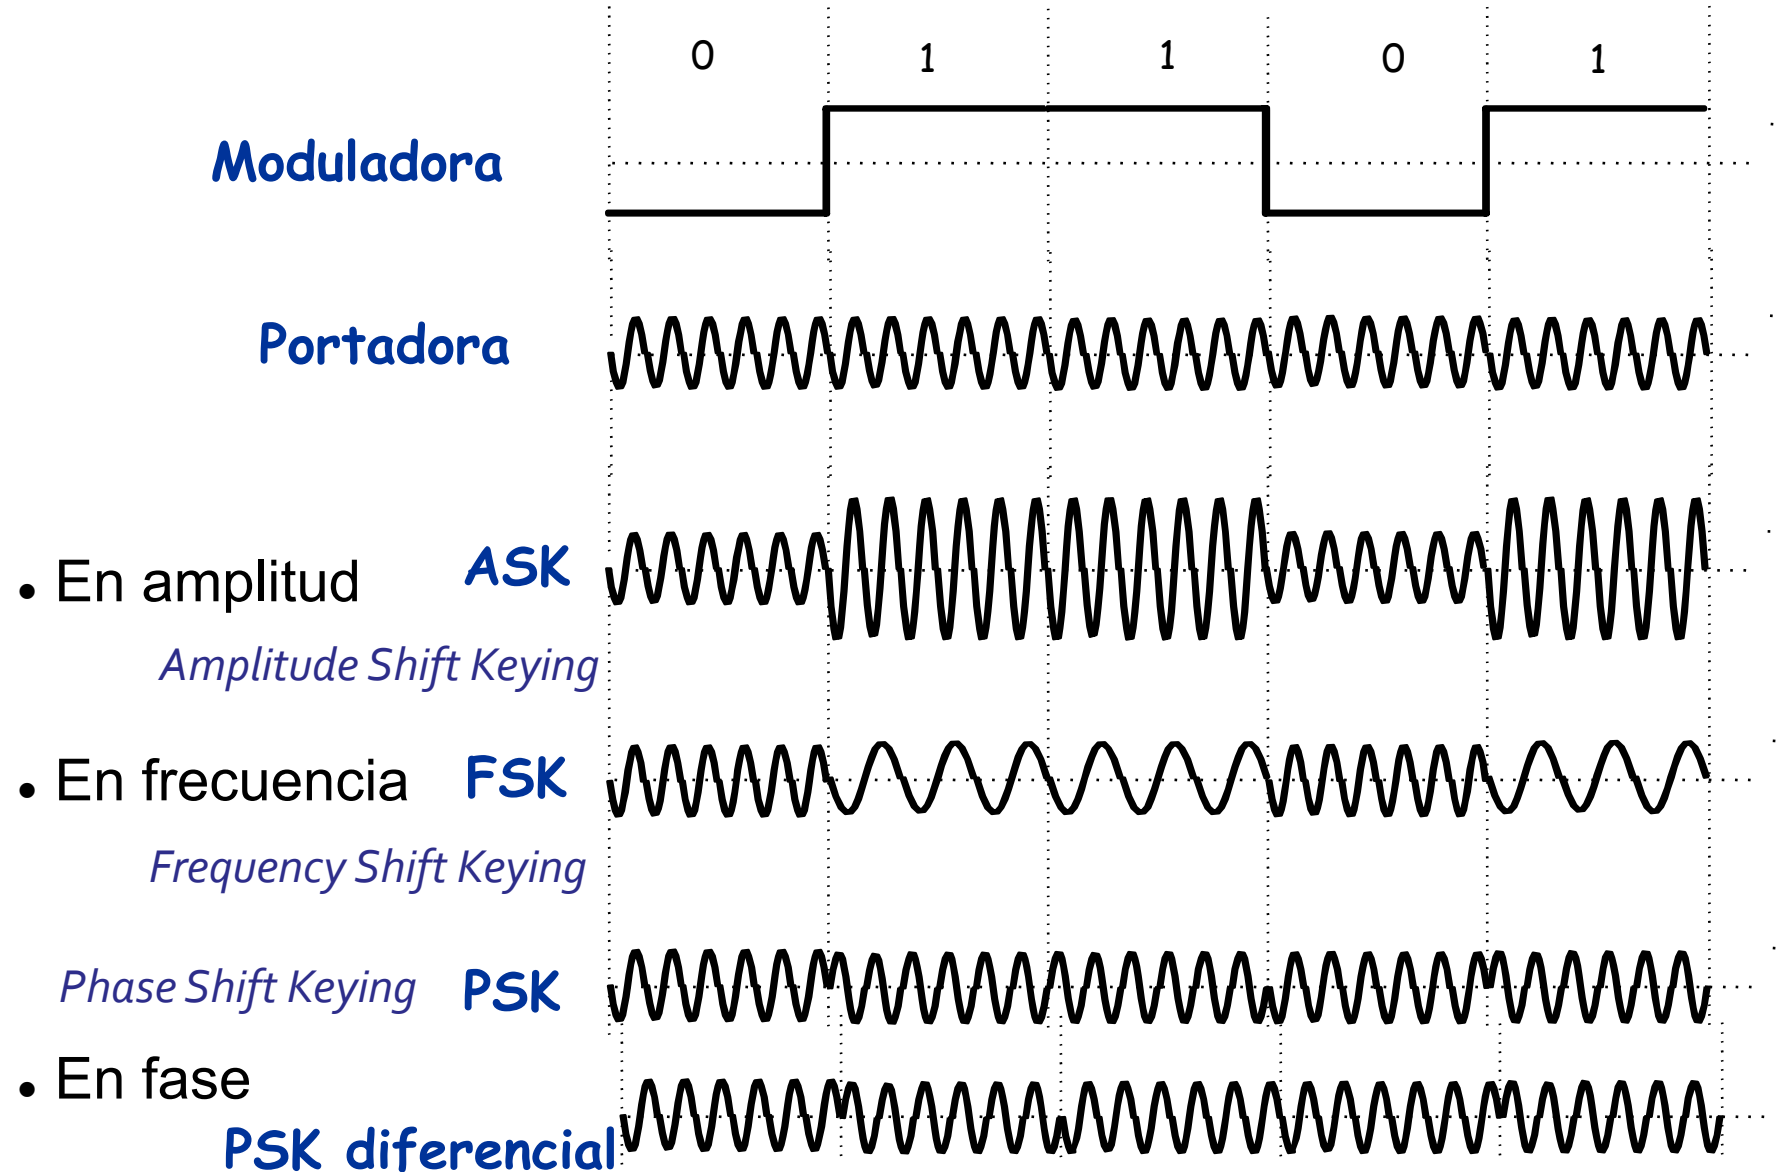 0 1 1 0 1
Moduladora
Portadora
• En amplitud ASK
Amplitude Shift Keying
• En frecuencia FSK
Frequency Shift Keying
Phase Shift Keying PSK
• En fase
PSK diferencial